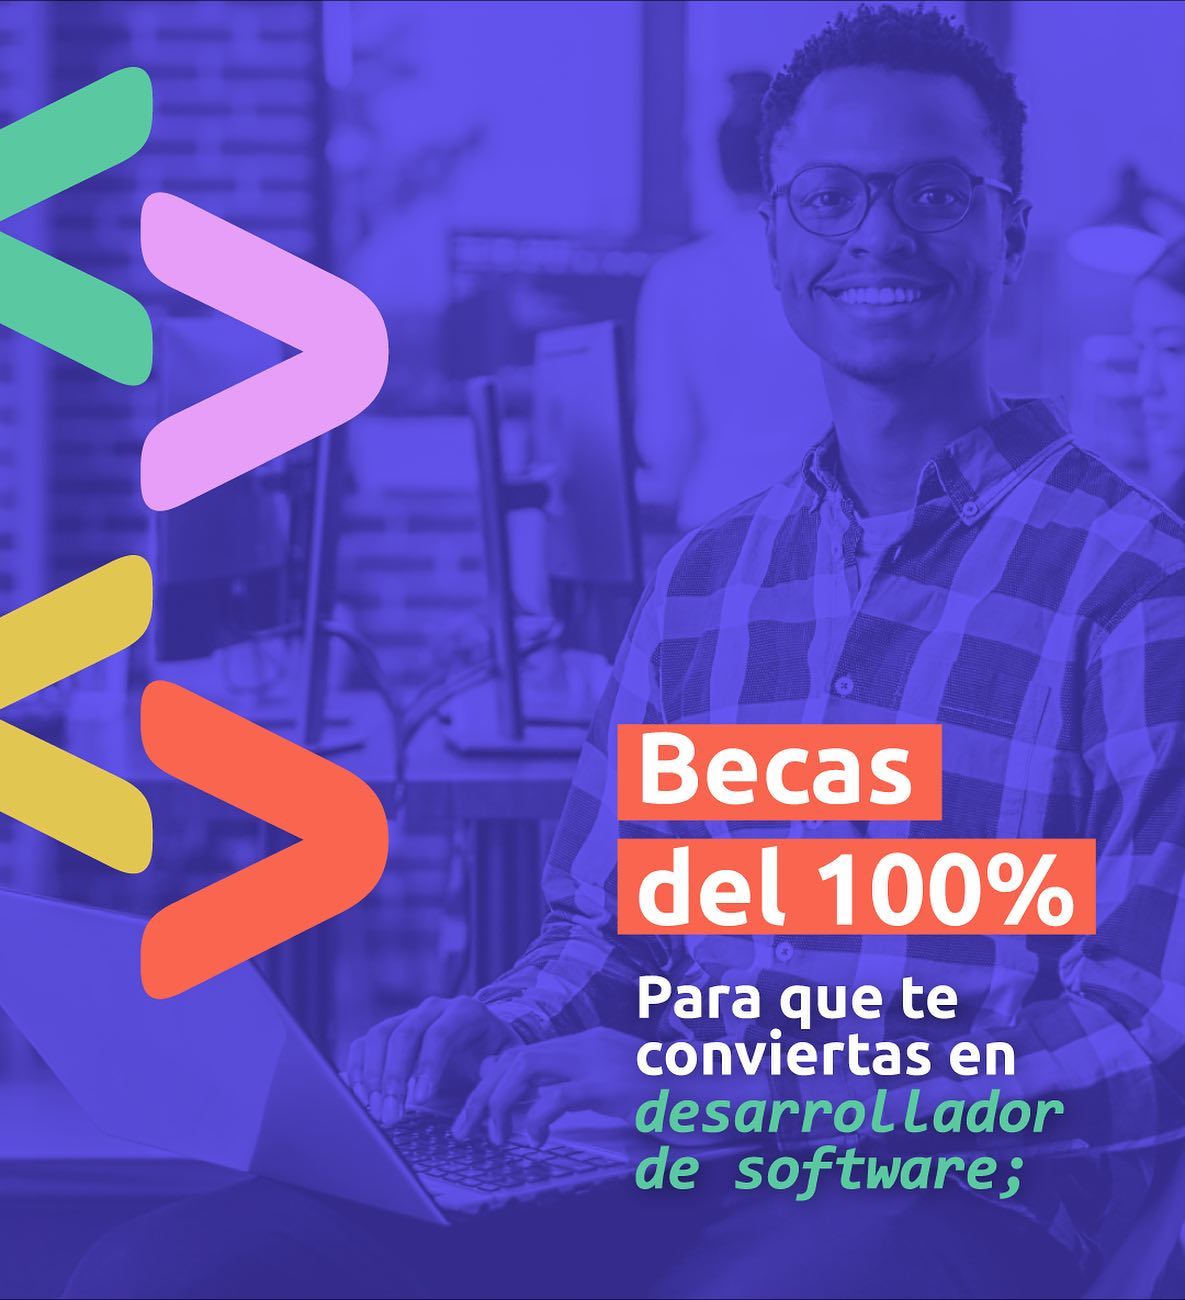 Becas
del 100%
Para que te
conviertas en
desarrollador
de software;